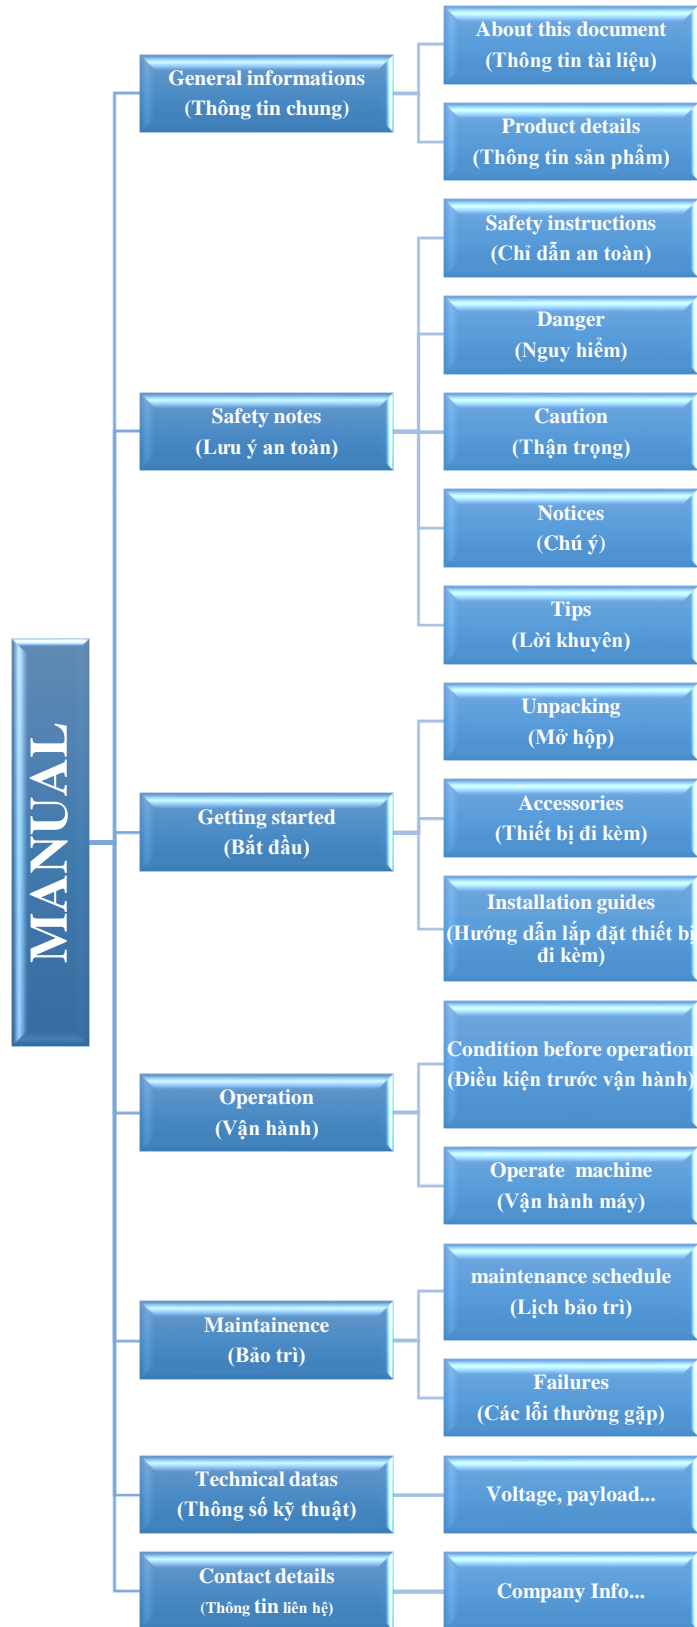 MANUAL
General informations
(Thông tin chung)
About this document
(Thông tin tài liệu)
Product details
(Thông tin sản phẩm)
Safety notes
(Lưu ý an toàn)
Safety instructions
(Chỉ dẫn an toàn)
Danger
(Nguy hiểm)
Caution
(Thận trọng)
Notices
(Chú ý)
Tips
(Lời khuyên)
Getting started
(Bắt đầu)
Unpacking
(Mở hộp)
Accessories
(Thiết bị đi kèm)
Installation guides
(Hướng dẫn lắp đặt thiết bị
đi kèm)
Operation
(Vận hành)
Condition before operation
(Điều kiện trước vận hành)
Operate machine
(Vận hành máy)
Maintainence
(Bảo trì)
maintenance schedule
(Lịch bảo trì)
Failures
(Các lỗi thường gặp)
Technical datas
(Thông số kỹ thuật)
Voltage, payload...
Contact details
(Thông tin liên hệ)
Company Info...